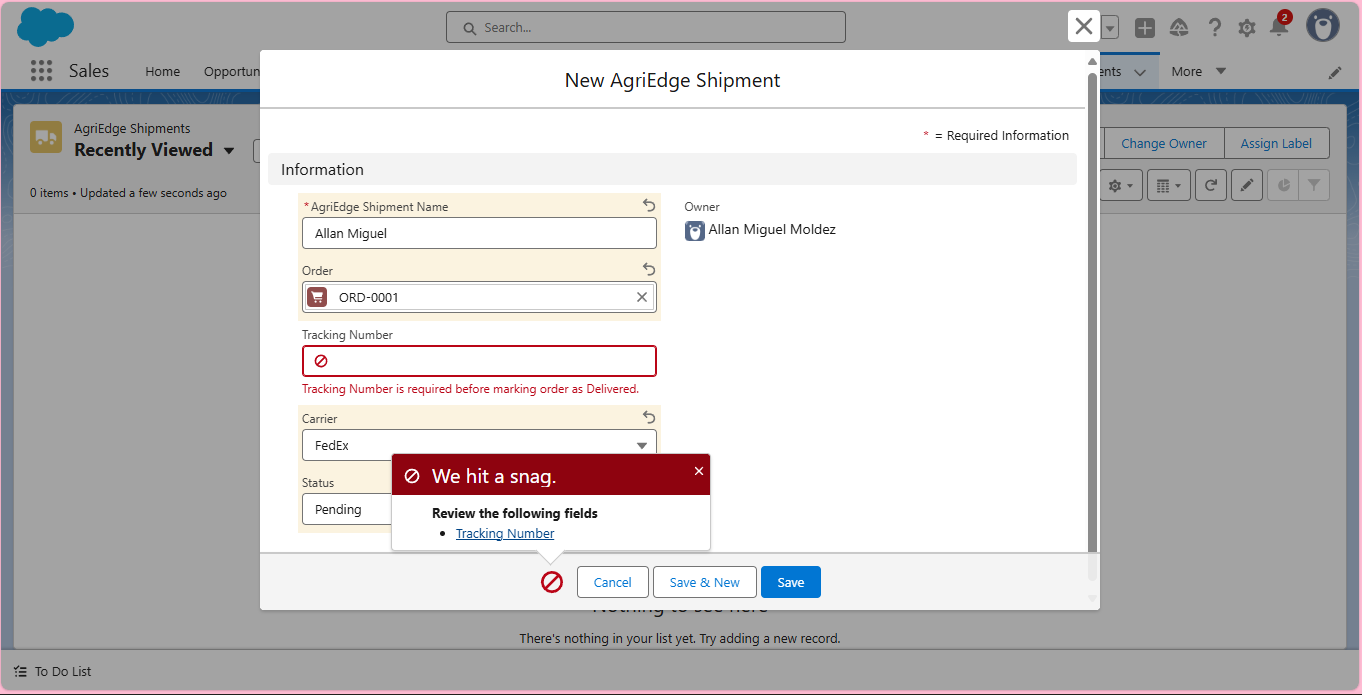 Search...
2
Sales
Home
Opportun
ents
More
New AgriEdge Shipment
AgriEdge Shipments
Recently Viewed
0 items • Updated a few seconds ago
Change Owner
Assign Label
* = Required Information
Information
*AgriEdge Shipment Name
Allan Miguel
Owner
Allan Miguel Moldez
Order
ORD-0001
Tracking Number
Tracking Number is required before marking order as Delivered.
Carrier
FedEx
Status
Pending
We hit a snag.
Review the following fields
• Tracking Number
Cancel
Save & New
Save
Nothing to see here
There's nothing in your list yet. Try adding a new record.
To Do List